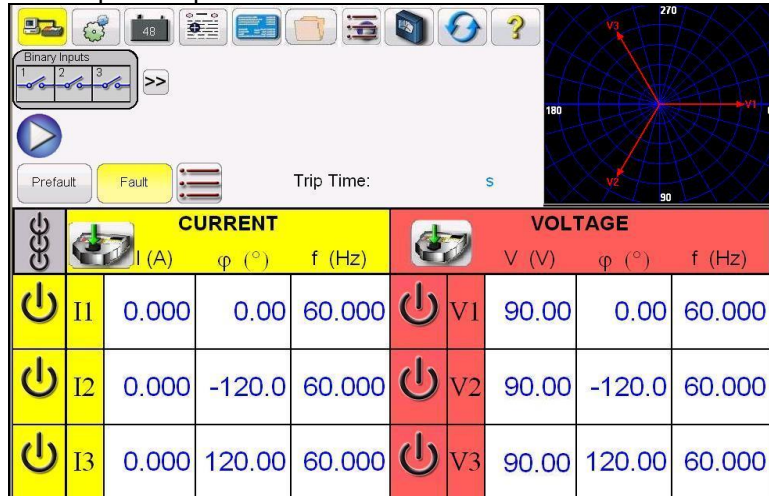 48
270
V3
180
V1
V2
90
Binary Inputs
1 2 3
>>
?
Prefault Fault Trip Time: s
CURRENT VOLTAGE
I (A) φ (°) f (Hz) V (V) φ (°) f (Hz)
I1 0.000 0.00 60.000 V1 90.00 0.00 60.000
I2 0.000 -120.0 60.000 V2 90.00 -120.0 60.000
I3 0.000 120.00 60.000 V3 90.00 120.00 60.000